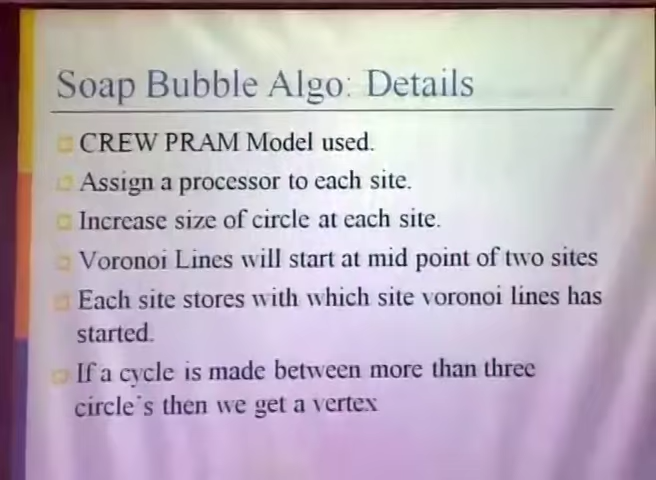 Soap Bubble Algo: Details
CREW PRAM Model used.
Assign a processor to each site.
Increase size of circle at each site.
Voronoi Lines will start at mid point of two sites
Each site stores with which site voronoi lines has
started.
If a cycle is made between more than three
circle's then we get a vertex